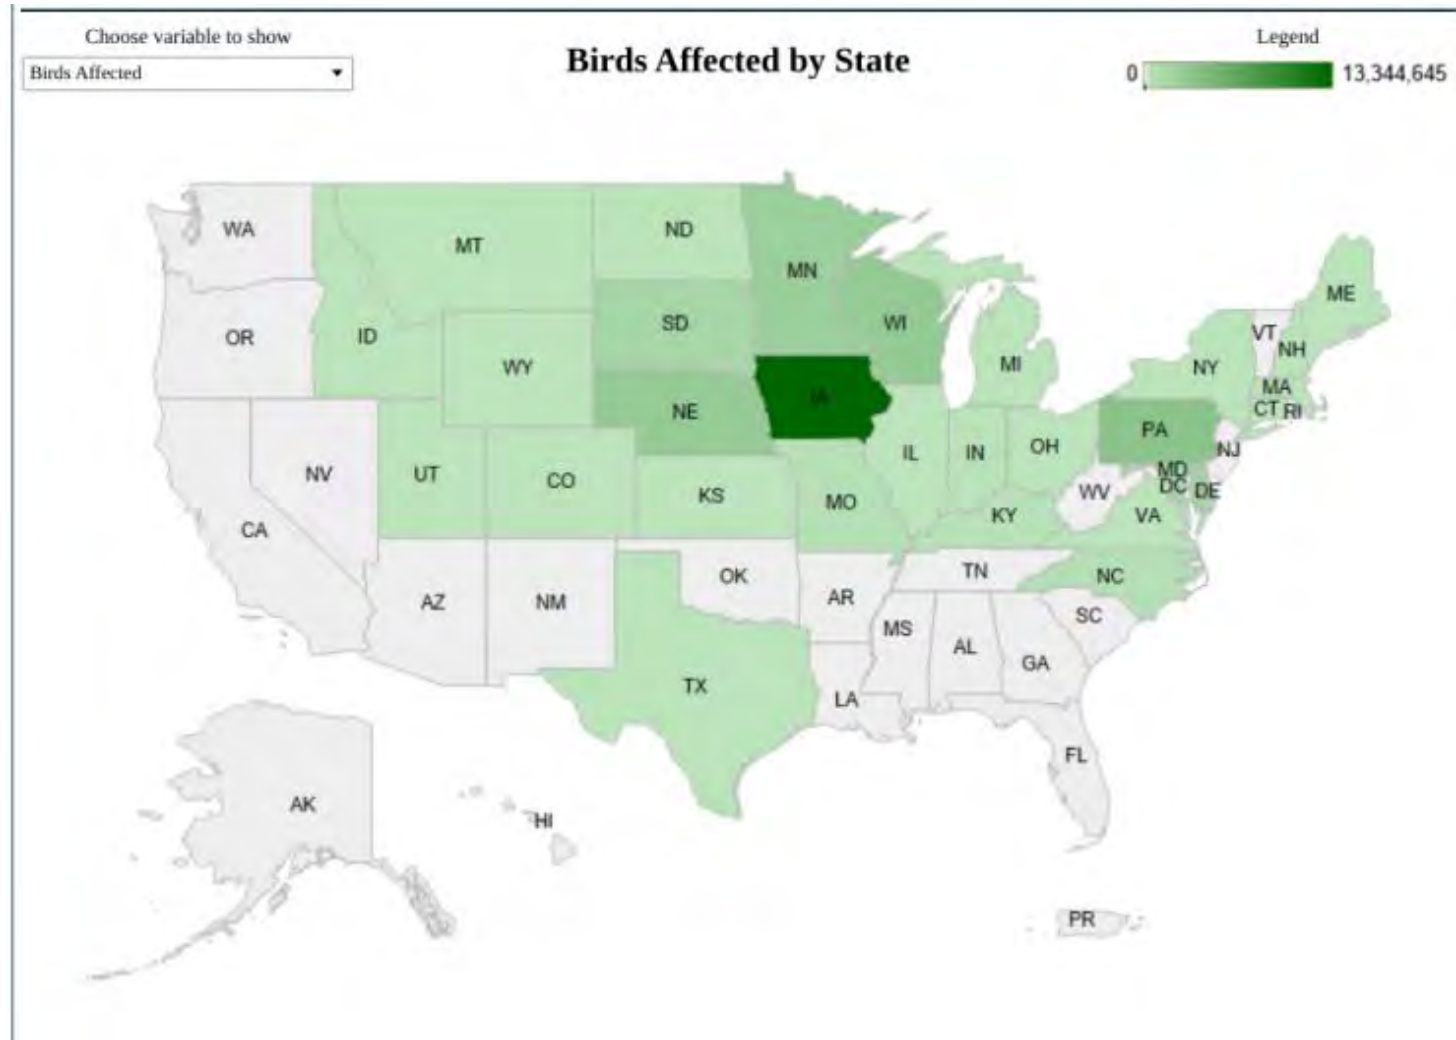 Choose variable to show
Birds Affected
Birds Affected by State
Legend
0
13,344,645
WA
MT
ND
MN
ME
OR
ID
SD
WI
VT
NH
WY
MI
NY
MA
IA
NE
CT
RI
PA
NV
UT
CO
IL
IN
OH
NJ
MD
DC
DE
WV
KS
MO
KY
VA
CA
OK
TN
NC
AZ
NM
AR
SC
MS
AL
GA
TX
LA
FL
AK
HI
PR